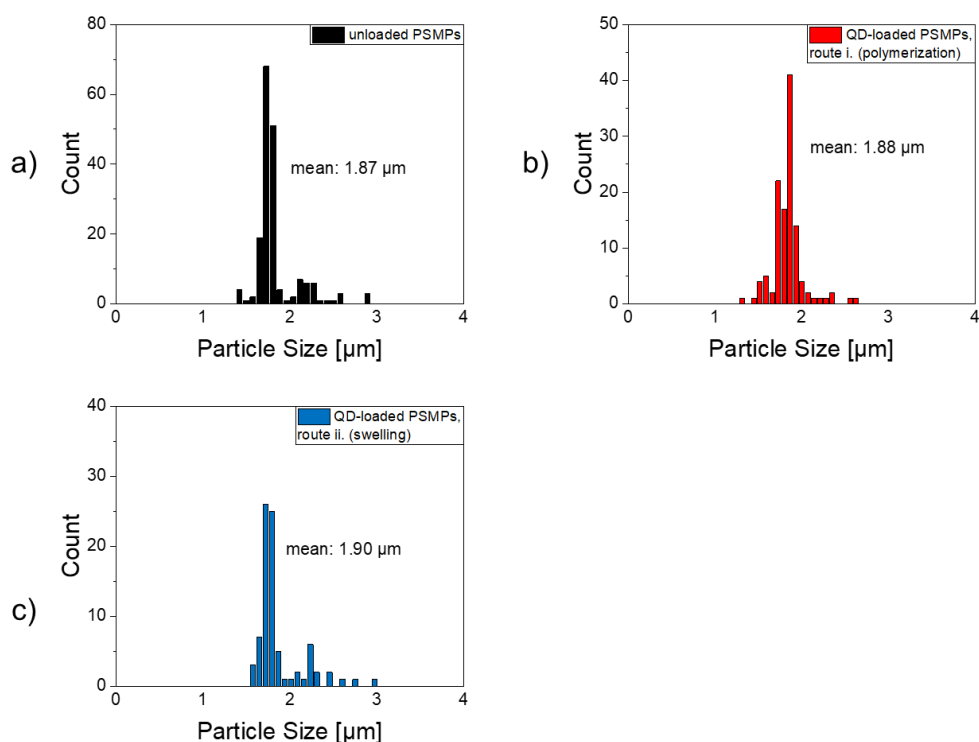 a)
80
60
40
20
0
Count
unloaded PSMPs
mean: 1.87 µm
0 1 2 3 4
Particle Size [µm]
b)
50
40
30
20
10
0
Count
QD-loaded PSMPs,
route i. (polymerization)
mean: 1.88 µm
0 1 2 3 4
Particle Size [µm]
c)
40
30
20
10
0
Count
QD-loaded PSMPs,
route ii. (swelling)
mean: 1.90 µm
0 1 2 3 4
Particle Size [µm]